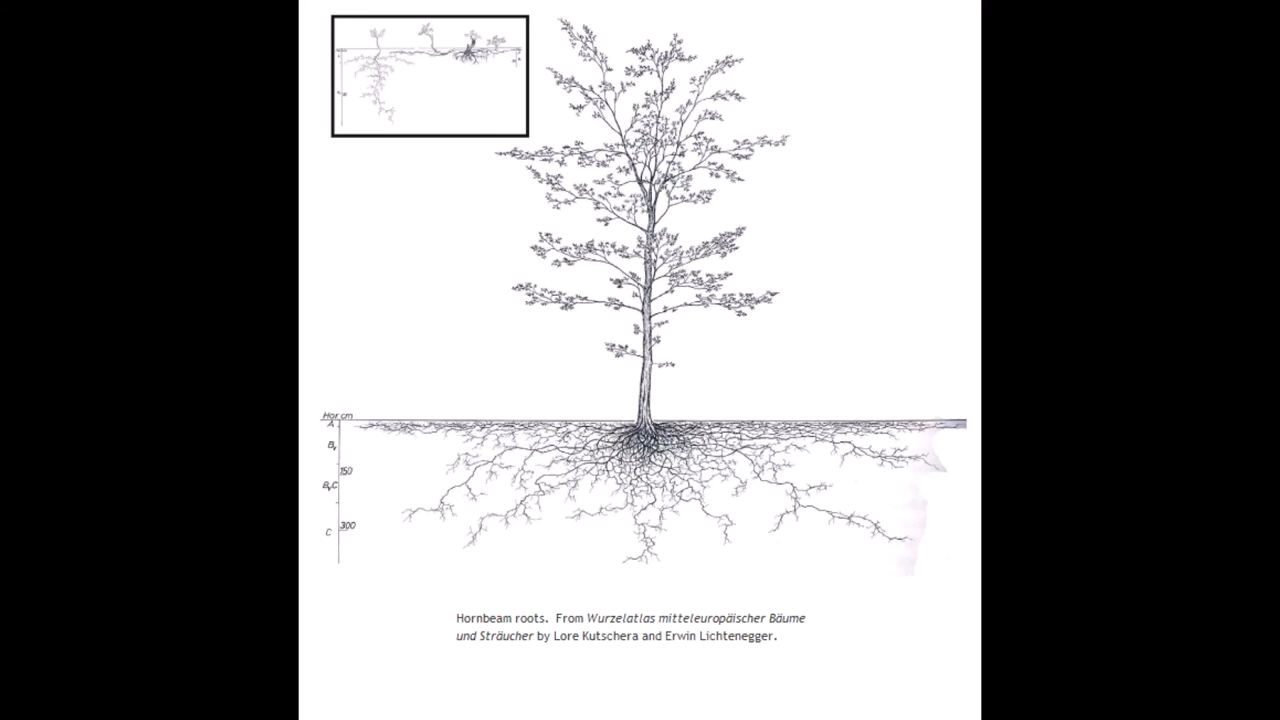 Hor cm
A
Bv
150
BvC
300
C
Hornbeam roots. From Wurzelatlas mitteleuropäischer Bäume
und Sträucher by Lore Kutschera and Erwin Lichtenegger.